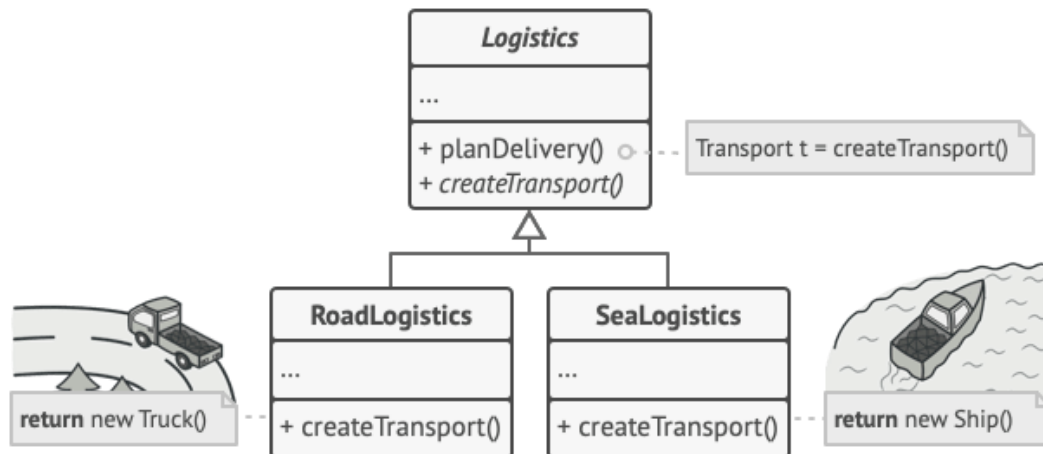 Logistics
...
+ planDelivery()
Transport t = createTransport()
+ createTransport()
RoadLogistics
SeaLogistics
...
...
return new Truck()
+ createTransport()
+ createTransport()
return new Ship()